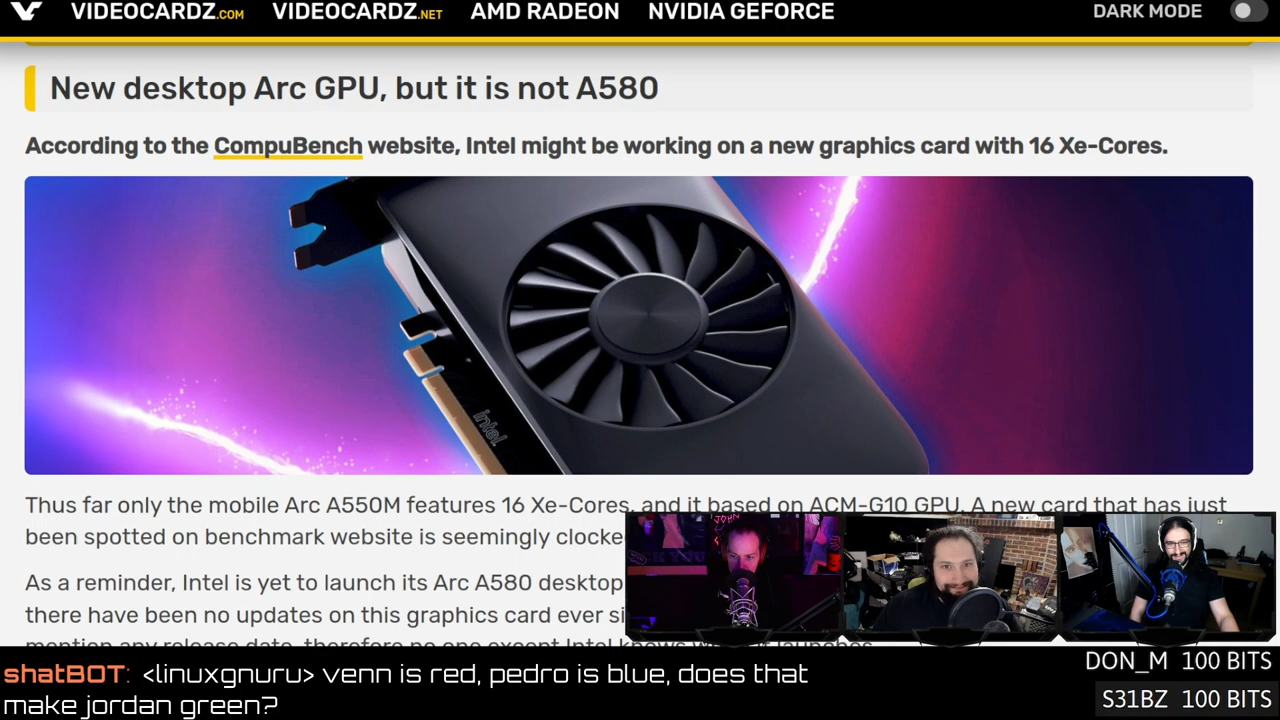 VIDEOCARDZ.COM VIDEOCARDZ.NET AMD RADEON NVIDIA GEFORCE DARK MODE
New desktop Arc GPU, but it is not A580
According to the CompuBench website, Intel might be working on a new graphics card with 16 Xe-Cores.
intel
Thus far only the mobile Arc A550M features 16 Xe-Cores, and it based on ACM-G10 GPU. A new card that has just
been spotted on benchmark website is seemingly clocke
As a reminder, Intel is yet to launch its Arc A580 desktop
there have been no updates on this graphics card ever si
JOHN
shatBOT: <linuxgnuru> venn is red, pedro is blue, does that
make jordan green?
DON_M 100 BITS
S31BZ 100 BITS